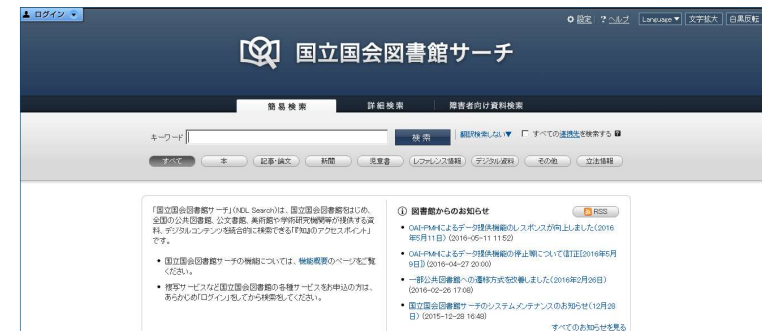 ログイン
設定 ? ヘルプ Language▼ 文字拡大 白黒反転
国立国会図書館サーチ
簡易検索 詳細検索 障害者向け資料検索
キーワード 検索 翻訳検索しない▼ すべての連携先を検索する
すべて 本 記事・論文 新聞 児童書 レファレンス情報 デジタル資料 その他 立法情報
「国立国会図書館サーチ」(NDL Search)は、国立国会図書館をはじめ、
全国の公共図書館、公文書館、美術館や学術研究機関等が提供する資
料、デジタルコンテンツを統合的に検索できる「『知』のアクセスポイント」
です。
• 国立国会図書館サーチの機能については、機能概要のページをご覧
ください。
• 複写サービスなど国立国会図書館の各種サービスをお申込の方は、
あらかじめ「ログイン」をしてから検索をしてください。
図書館からのお知らせ RSS
• OAI-PMHによるデータ提供機能のレスポンスが向上しました(2016
年5月11日) (2016-05-11 11:52)
• OAI-PMHによるデータ提供機能の停止等について(訂正[2016年5月
9日]) (2016-04-27 20:00)
• 一部公共図書館への遷移方式を改善しました(2016年2月26日)
(2016-02-26 17:08)
• 国立国会図書館サーチのシステムメンテナンスのお知らせ(12月28
日) (2015-12-28 16:48)
すべてのお知らせを見る